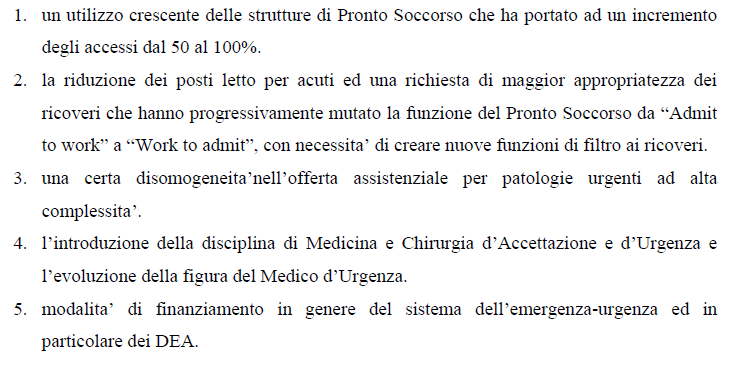 1. un utilizzo crescente delle strutture di Pronto Soccorso che ha portato ad un incremento
degli accessi dal 50 al 100%.
2. la riduzione dei posti letto per acuti ed una richiesta di maggior appropriatezza dei
ricoveri che hanno progressivamente mutato la funzione del Pronto Soccorso da “Admit
to work” a “Work to admit”, con necessita’ di creare nuove funzioni di filtro ai ricoveri.
3. una certa disomogeneita’nell’offerta assistenziale per patologie urgenti ad alta
complessita’.
4. l’introduzione della disciplina di Medicina e Chirurgia d’Accettazione e d’Urgenza e
l’evoluzione della figura del Medico d’Urgenza.
5. modalita’ di finanziamento in genere del sistema dell’emergenza-urgenza ed in
particolare dei DEA.